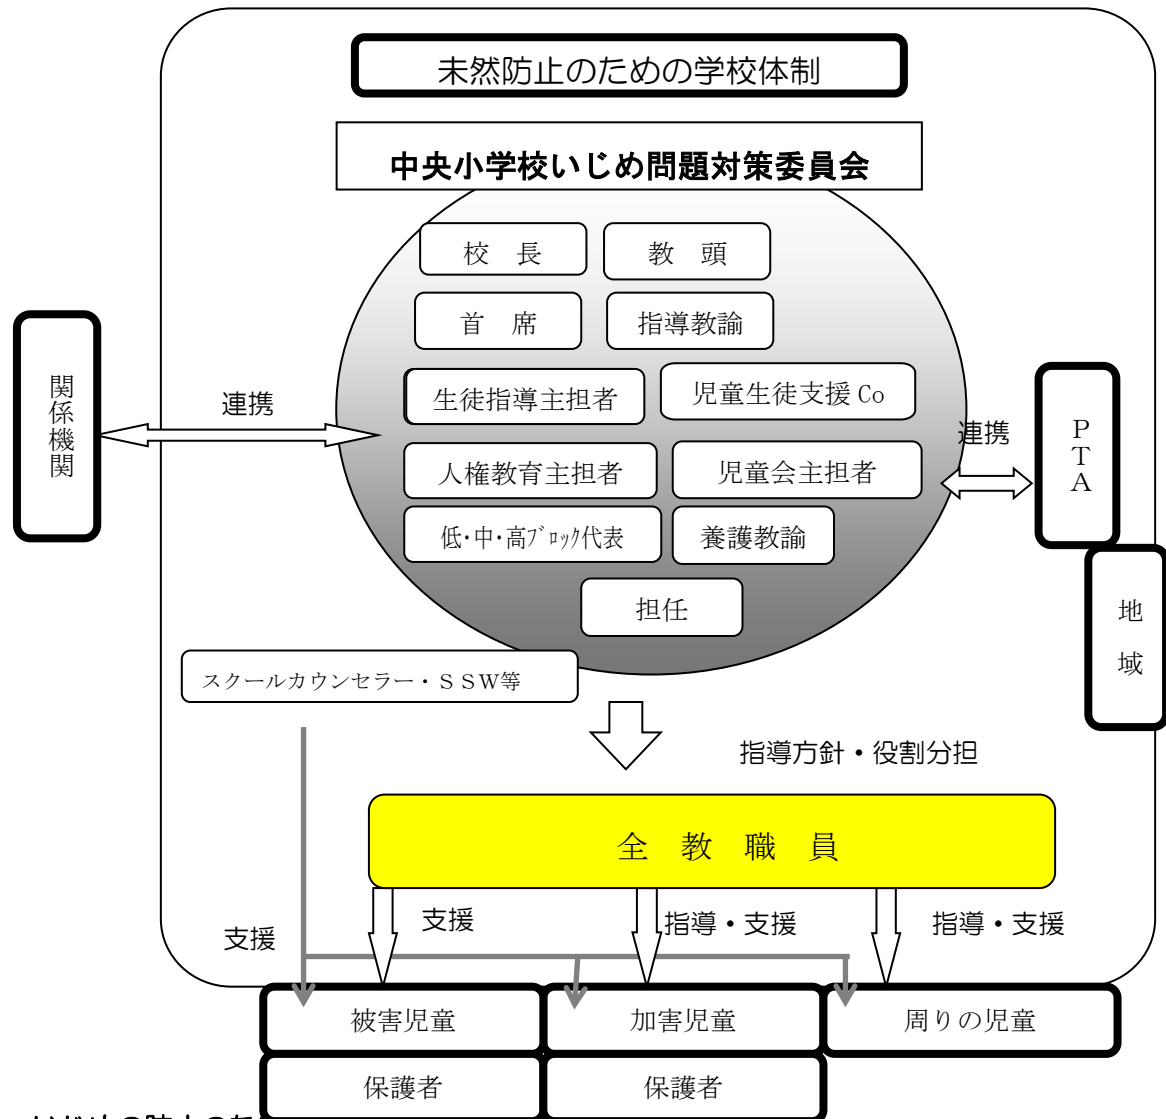 未然防止のための学校体制
中央小学校いじめ問題対策委員会
校　長
教　頭
首　席
指導教諭
生徒指導主担者
児童生徒支援 Co
人権教育主担者
児童会主担者
低・中・高ﾌﾞﾛｯｸ代表
養護教諭
担任
関係機関
連携
連携
PTA
地域
スクールカウンセラー・ＳＳＷ等
指導方針・役割分担
全　教　職　員
支援
支援
指導・支援
指導・支援
被害児童
加害児童
周りの児童
保護者
保護者